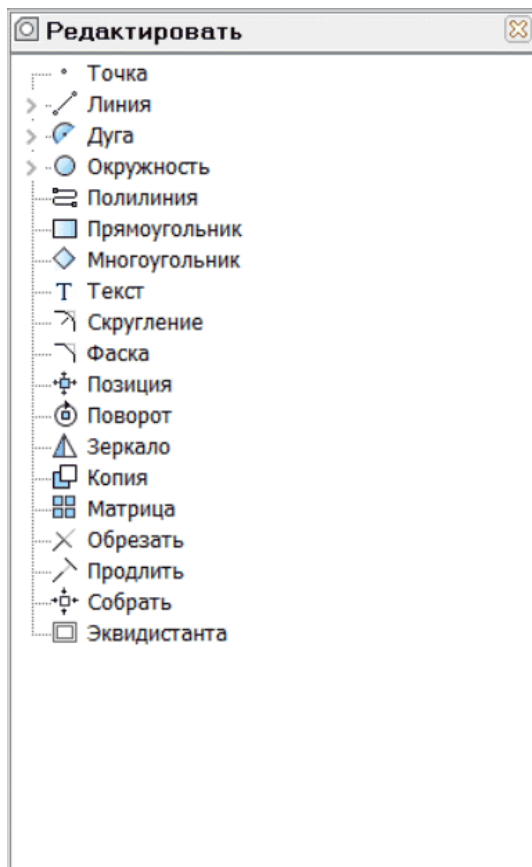 Редактировать
Точка
Линия
Дуга
Окружность
Полилиния
Прямоугольник
Многоугольник
Текст
Скругление
Фаска
Позиция
Поворот
Зеркало
Копия
Матрица
Обрезать
Продлить
Собрать
Эквидистанта